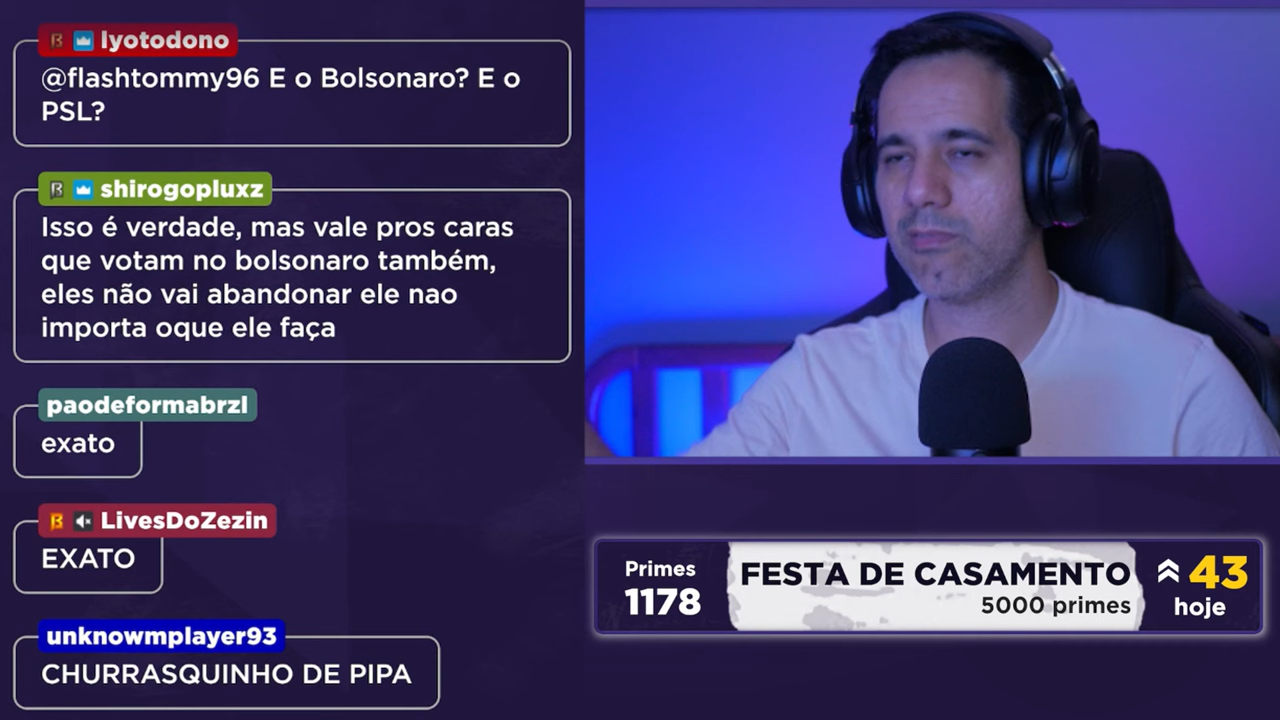 lyotodono
@flashtommy96 E o Bolsonaro? E o
PSL?
shirogopluxz
Isso é verdade, mas vale pros caras
que votam no bolsonaro também,
eles não vai abandonar ele nao
importa oque ele faça
paodeformabrzl
exato
LivesDoZezin
EXATO
unknowmplayer93
CHURRASQUINHO DE PIPA
Primes
1178
FESTA DE CASAMENTO
5000 primes
43
hoje